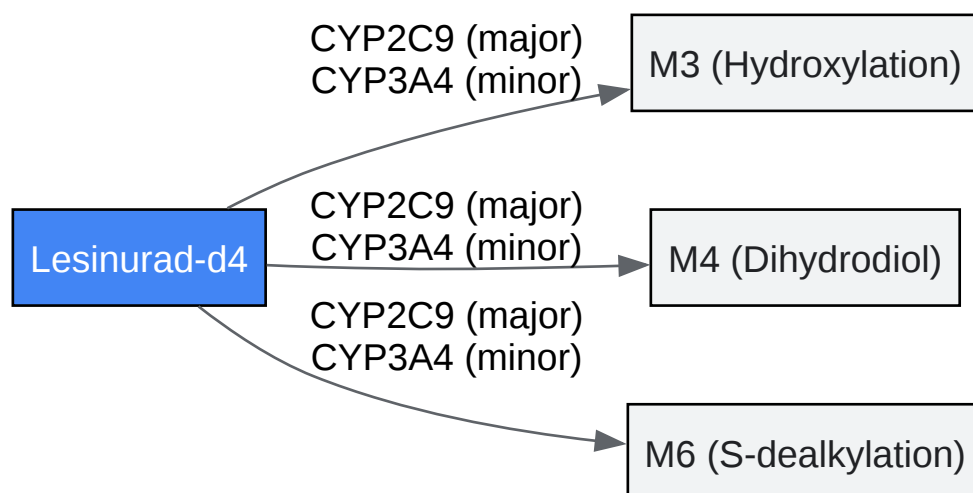 CYP2C9 (major)
CYP3A4 (minor)
M3 (Hydroxylation)
Lesinurad-d4
CYP2C9 (major)
CYP3A4 (minor)
M4 (Dihydrodiol)
CYP2C9 (major)
CYP3A4 (minor)
M6 (S-dealkylation)